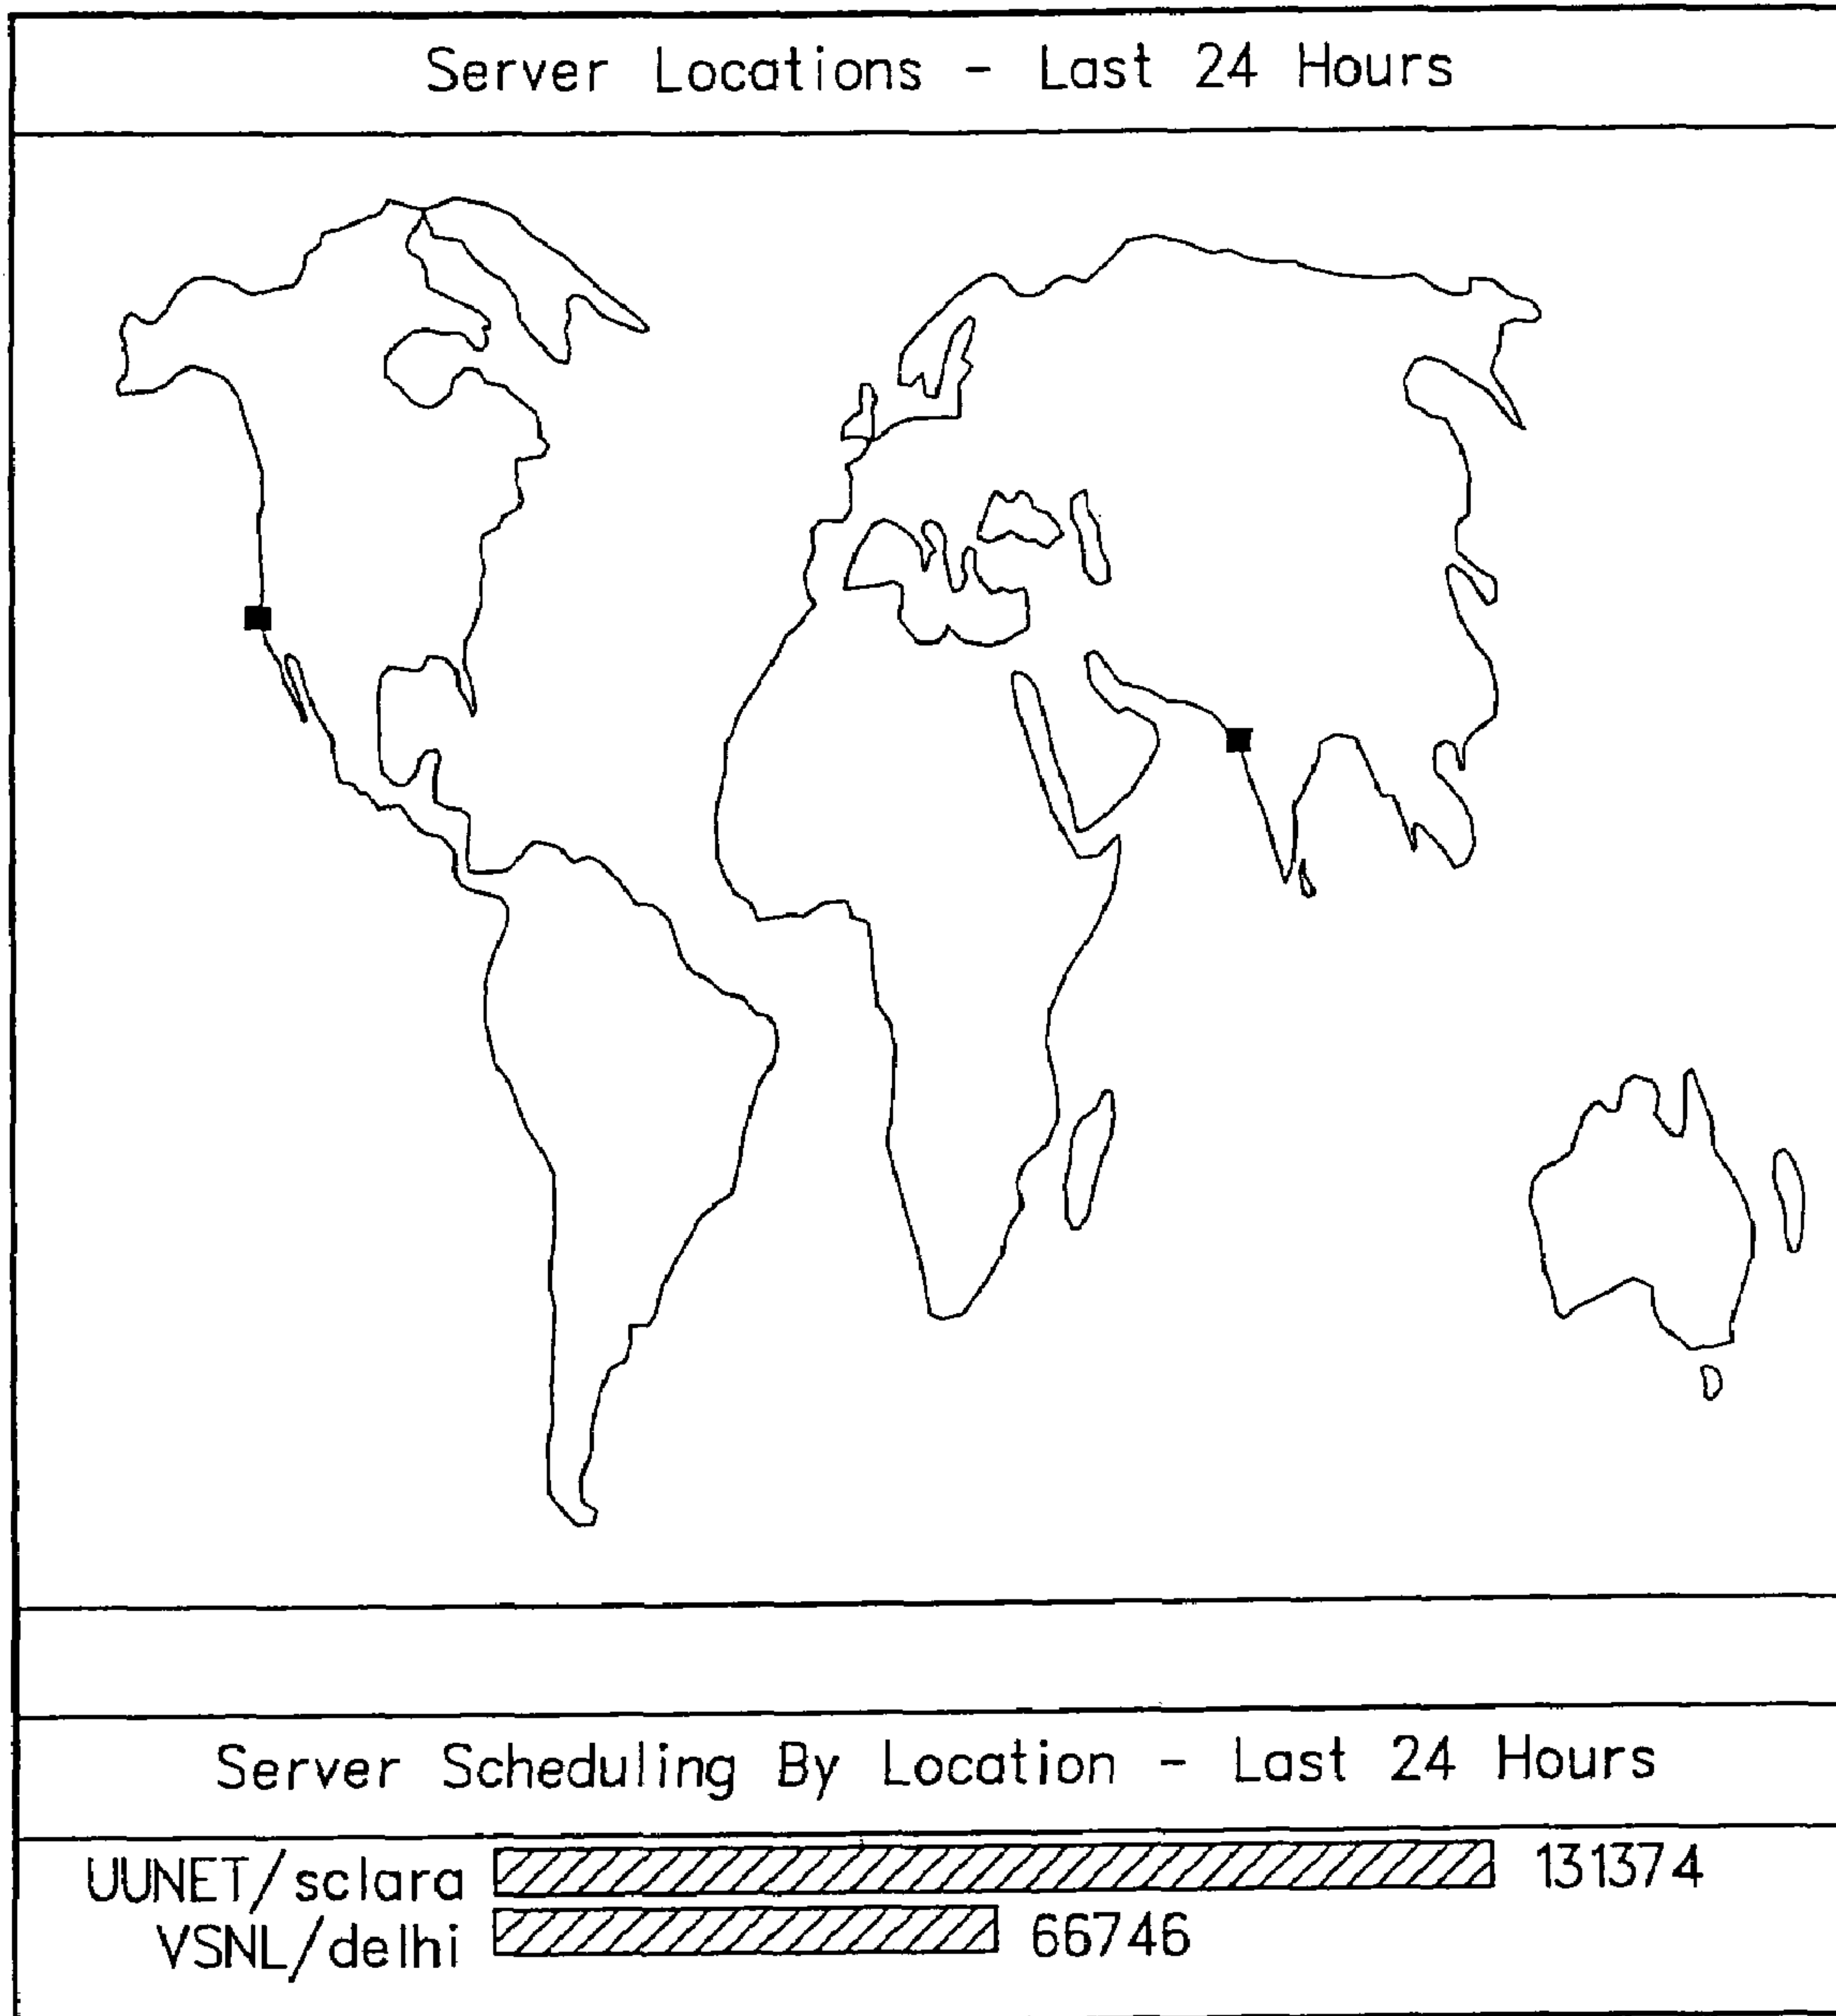 Server Locations - Last 24 Hours
Server Scheduling By Location - Last 24 Hours
UUNET/sclara 131374
VSNL/delhi 66746